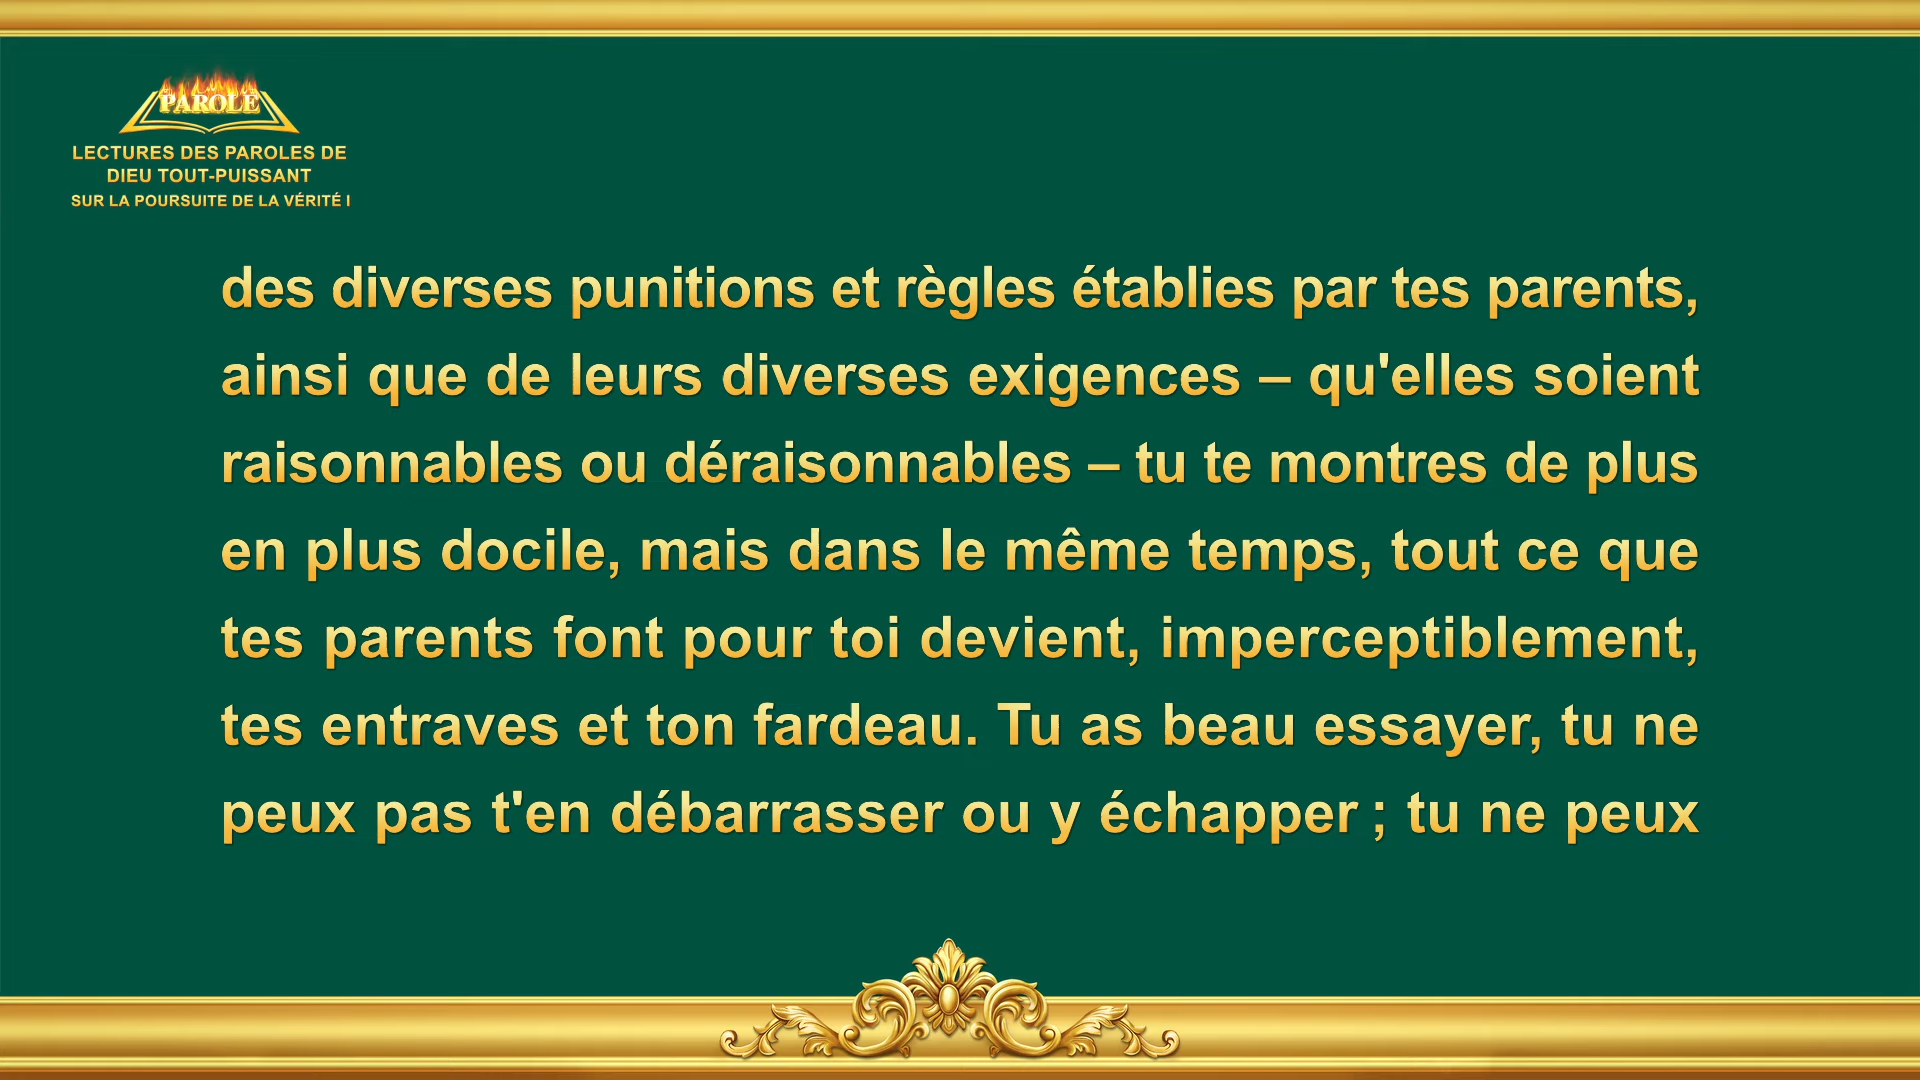 PAROLE
LECTURES DES PAROLES DE
DIEU TOUT-PUISSANT
SUR LA POURSUITE DE LA VÉRITÉ I
des diverses punitions et règles établies par tes parents,
ainsi que de leurs diverses exigences – qu'elles soient
raisonnables ou déraisonnables – tu te montres de plus
en plus docile, mais dans le même temps, tout ce que
tes parents font pour toi devient, imperceptiblement,
tes entraves et ton fardeau. Tu as beau essayer, tu ne
peux pas t'en débarrasser ou y échapper ; tu ne peux